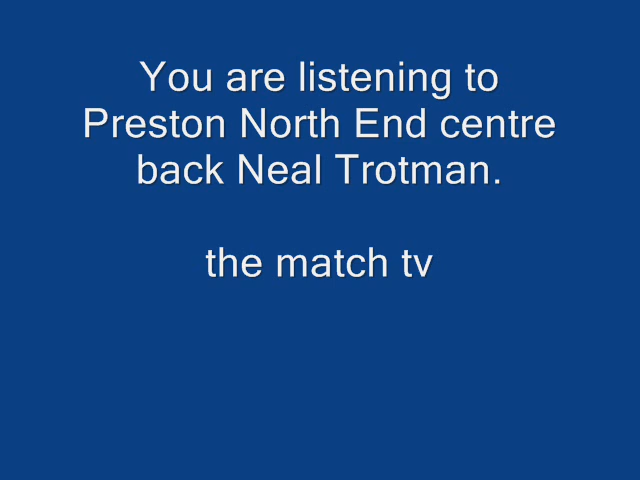 You are listening to
Preston North End centre
back Neal Trotman.
the match tv